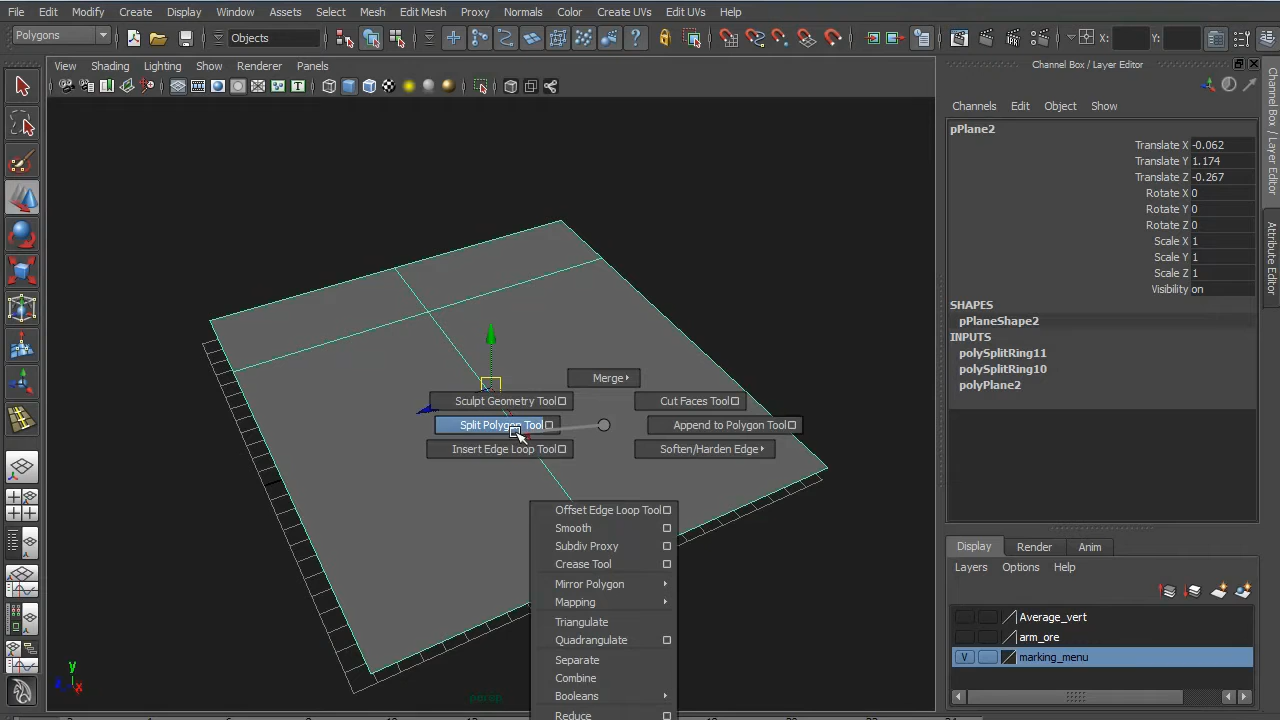 File Edit Modify Create Display Window Assets Select Mesh Edit Mesh Proxy Normals Color Create UVs Edit UVs Help
Polygons
Objects
X:
Y:
View Shading Lighting Show Renderer Panels
Channel Box / Layer Editor
Channels Edit Object Show
pPlane2
Translate X -0.062
Translate Y 1.174
Translate Z -0.267
Rotate X 0
Rotate Y 0
Rotate Z 0
Scale X 1
Scale Y 1
Scale Z 1
Visibility on
SHAPES
pPlaneShape2
INPUTS
polySplitRing11
polySplitRing10
polyPlane2
Channel Box / Layer Editor
Attribute Editor
Merge
Sculpt Geometry Tool
Cut Faces Tool
Split Polygon Tool
Append to Polygon Tool
Insert Edge Loop Tool
Soften/Harden Edge
Offset Edge Loop Tool
Smooth
Subdiv Proxy
Crease Tool
Mirror Polygon
Mapping
Triangulate
Quadrangulate
Separate
Combine
Booleans
Reduce
Display Render Anim
Layers Options Help
Average_vert
arm_ore
V marking_menu
y
z x
persp